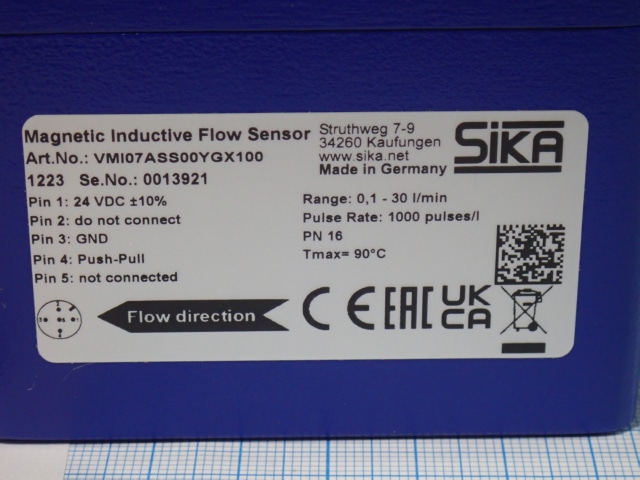 Magnetic Inductive Flow Sensor
Art.No.: VMI07ASS00YGX100
1223 Se.No.: 0013921
Struthweg 7-9
34260 Kaufungen
www.sika.net
Made in Germany
SiKA
Pin 1: 24 VDC ±10%
Pin 2: do not connect
Pin 3: GND
Pin 4: Push-Pull
Pin 5: not connected
Range: 0,1 - 30 l/min
Pulse Rate: 1000 pulses/l
PN 16
Tmax= 90°C
Flow direction
CE EAC UK
CA